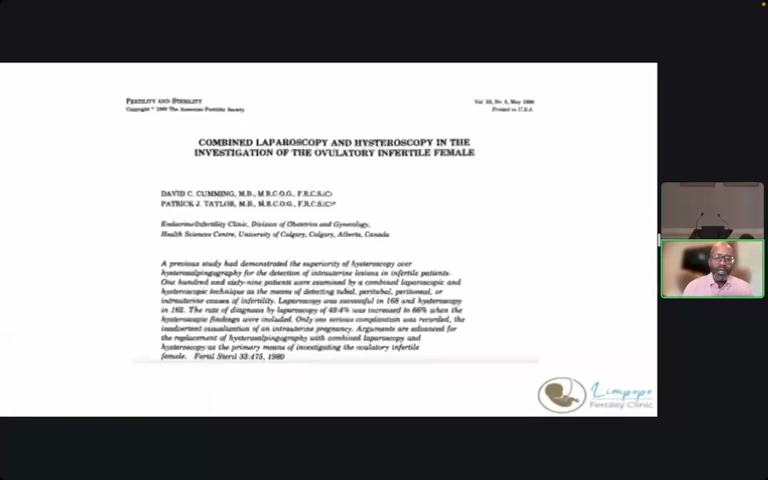 FERTILITY AND STERILITY
Copyright © 1980 The American Fertility Society
Vol. 33, No. 5, May 1980
Printed in U.S.A.
COMBINED LAPAROSCOPY AND HYSTEROSCOPY IN THE
INVESTIGATION OF THE OVULATORY INFERTILE FEMALE
DAVID C. CUMMING, M.B., M.R.C.O.G., F.R.C.S.(C)
PATRICK J. TAYLOR, M.B., M.R.C.O.G., F.R.C.S.(C)*
Endocrine/Infertility Clinic, Division of Obstetrics and Gynecology,
Health Sciences Centre, University of Calgary, Calgary, Alberta, Canada
A previous study had demonstrated the superiority of hysteroscopy over
hysterosalpingography for the detection of intrauterine lesions in infertile patients.
One hundred and sixty-nine patients were examined by a combined laparoscopic and
hysteroscopic technique as the means of detecting tubal, peritubal, peritoneal, or
intrauterine causes of infertility. Laparoscopy was successful in 168 and hysteroscopy
in 162. The rate of diagnosis by laparoscopy of 49.4% was increased to 66% when the
hysteroscopic findings were included. Only one serious complication was recorded, the
inadvertent visualization of an intrauterine pregnancy. Arguments are advanced for
the replacement of hysterosalpingography with combined laparoscopy and
hysteroscopy as the primary means of investigating the ovulatory infertile
female. Fertil Steril 33:475, 1980
Limpopo
Fertility Clinic